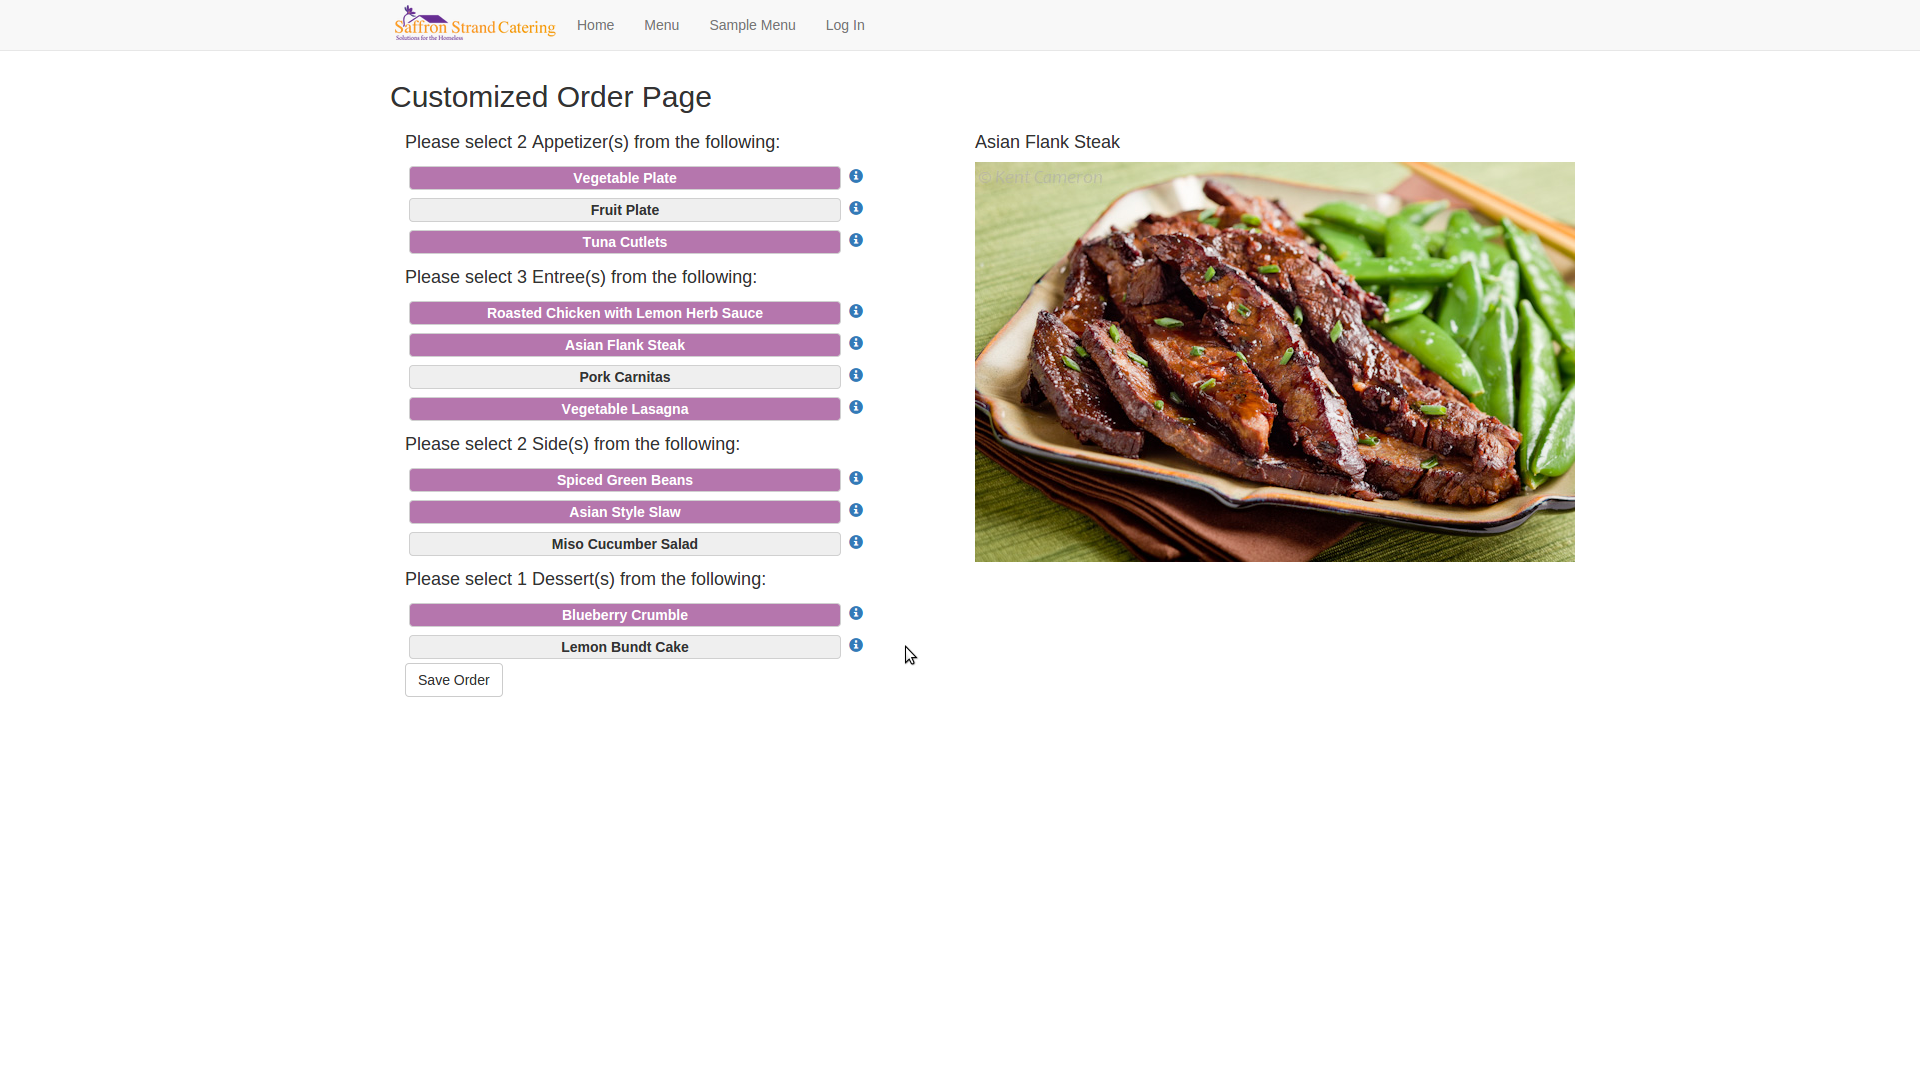 Saffron Strand Catering
Solutions for the Homeless
Home
Menu
Sample Menu
Log In
Customized Order Page
Please select 2 Appetizer(s) from the following:
Vegetable Plate
Fruit Plate
Tuna Cutlets
Please select 3 Entree(s) from the following:
Roasted Chicken with Lemon Herb Sauce
Asian Flank Steak
Pork Carnitas
Vegetable Lasagna
Please select 2 Side(s) from the following:
Spiced Green Beans
Asian Style Slaw
Miso Cucumber Salad
Please select 1 Dessert(s) from the following:
Blueberry Crumble
Lemon Bundt Cake
Save Order
Asian Flank Steak
© Kent Cameron